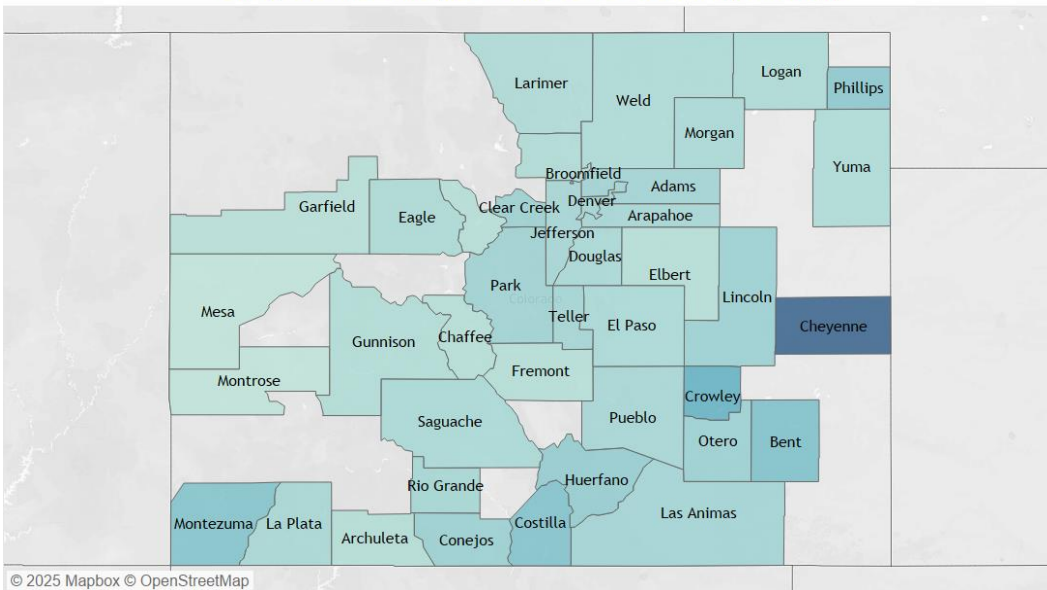 Larimer
Logan
Phillips
Weld
Morgan
Yuma
Broomfield
Adams
Clear Creek
Denver
Garfield
Eagle
Arapahoe
Jefferson
Douglas
Elbert
Park
Lincoln
Colorado
Mesa
Teller
El Paso
Cheyenne
Gunnison
Chaffee
Montrose
Fremont
Crowley
Saguache
Pueblo
Otero
Bent
Rio Grande
Huerfano
Las Animas
Montezuma
La Plata
Costilla
Archuleta
Conejos
© 2025 Mapbox © OpenStreetMap